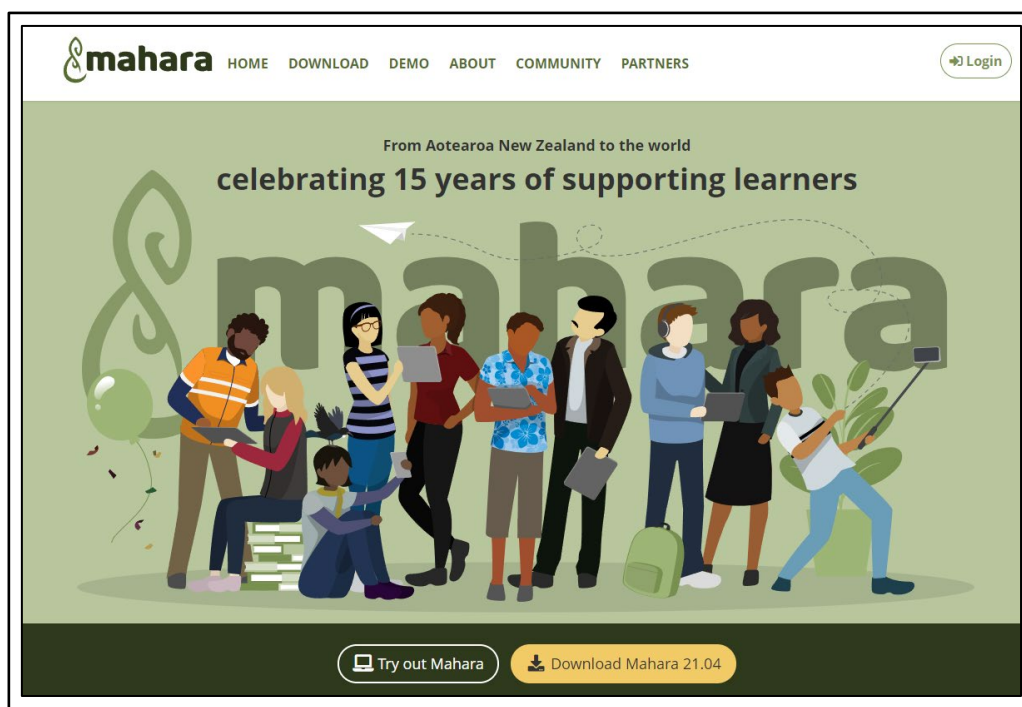 mahara HOME DOWNLOAD DEMO ABOUT COMMUNITY PARTNERS Login
From Aotearoa New Zealand to the world
celebrating 15 years of supporting learners
mahara
Try out Mahara Download Mahara 21.04